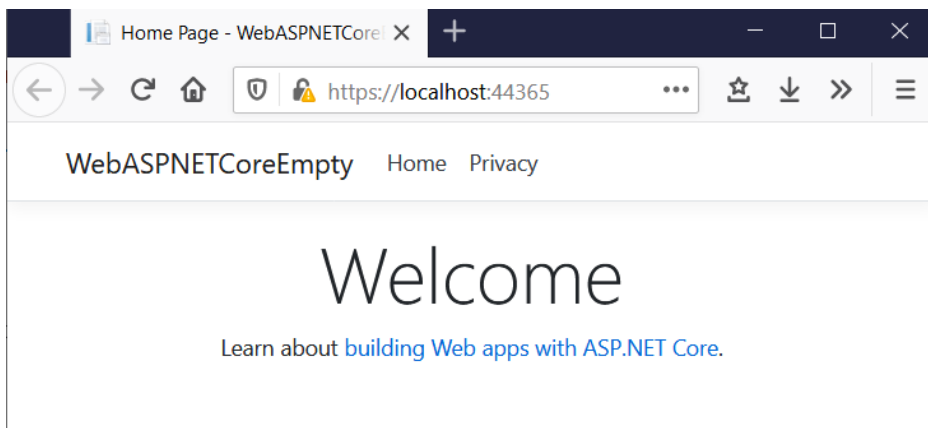 Home Page - WebASPNETCore
https://localhost:44365
WebASPNETCoreEmpty Home Privacy
Welcome
Learn about building Web apps with ASP.NET Core.